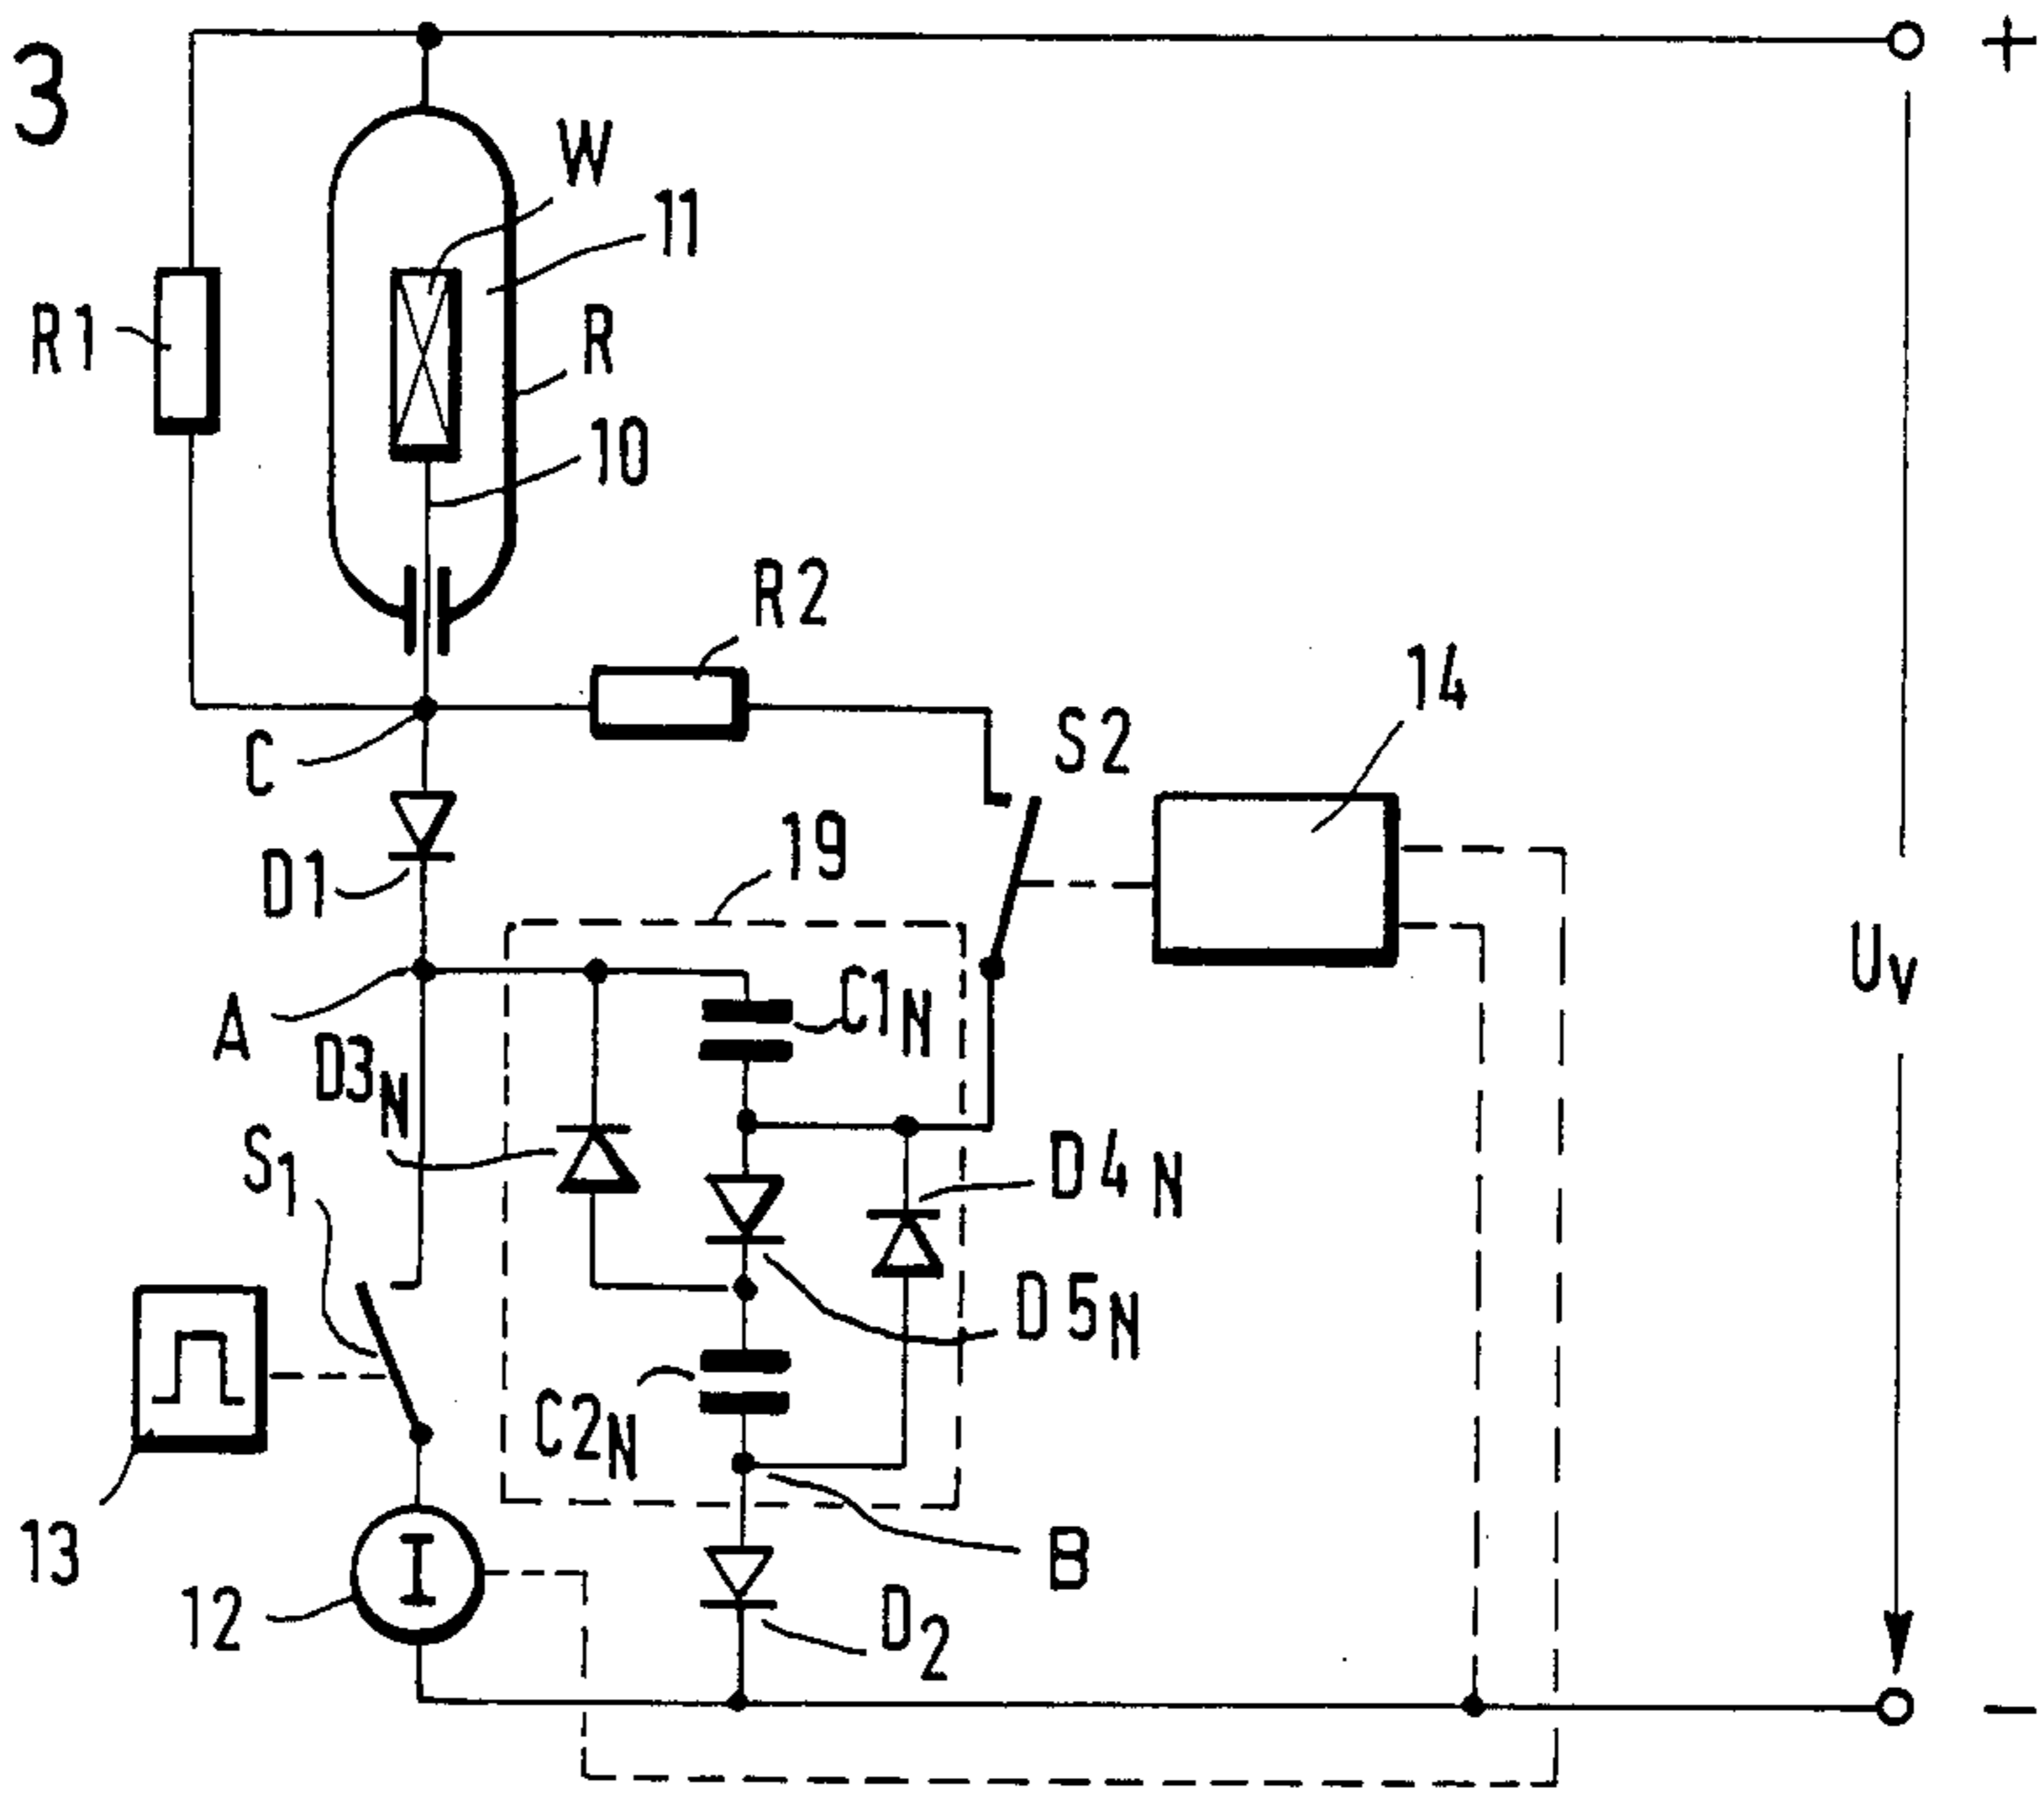 3
+
W
11
R1
R
10
R2
14
C
S2
D1
19
A
C1N
UV
D3N
S1
D4N
D5N
C2N
13
12
I
B
D2
−